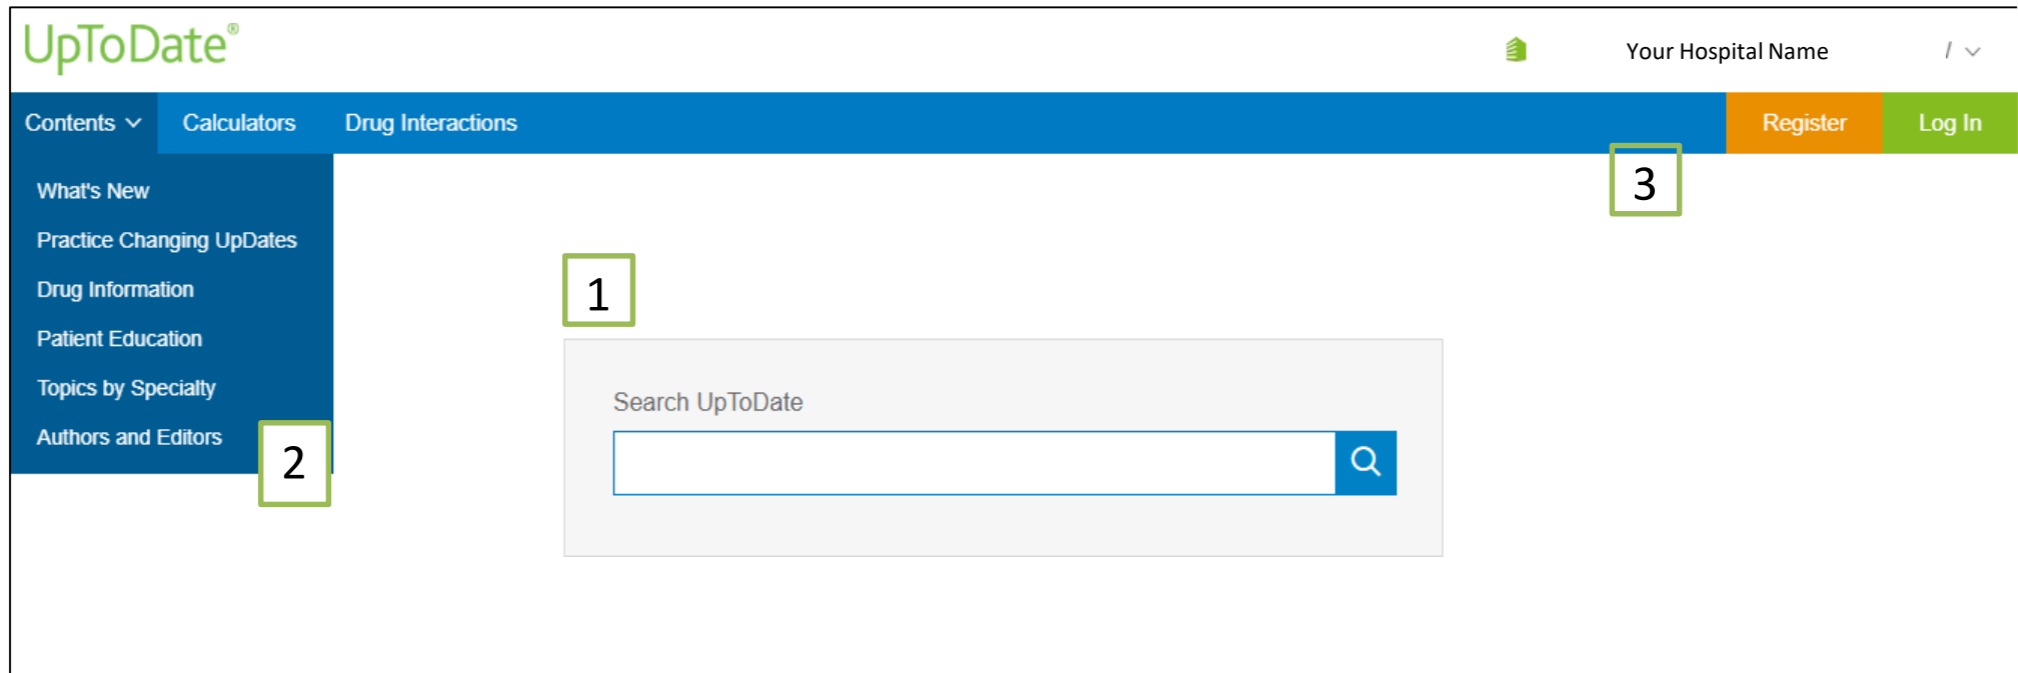 UpToDate®
Your Hospital Name /
Contents Calculators Drug Interactions Register Log In
What's New
Practice Changing UpDates
Drug Information
Patient Education
Topics by Specialty
Authors and Editors
2
1
Search UpToDate
3